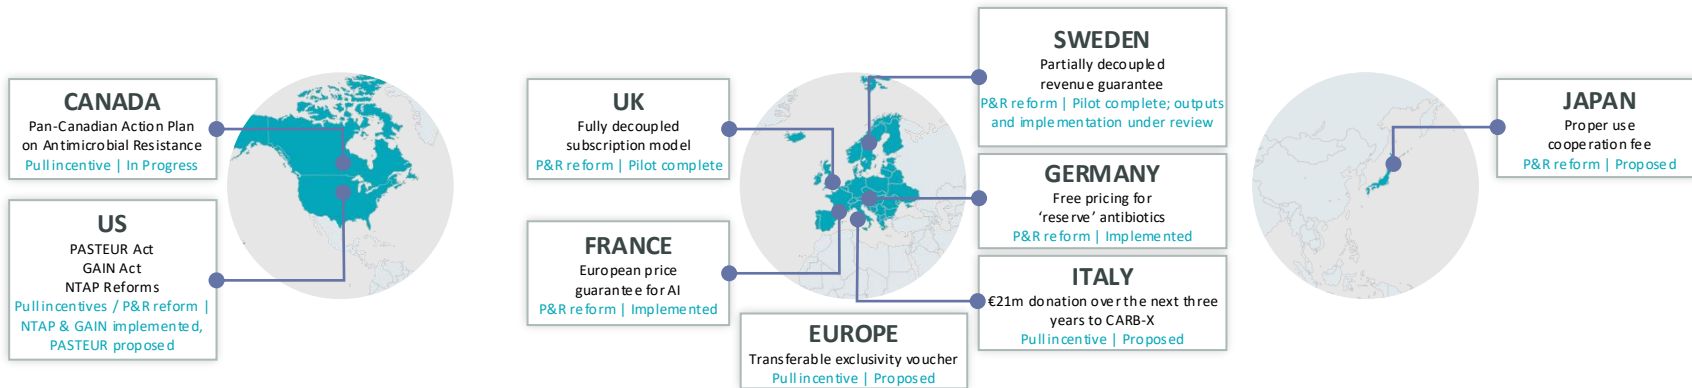 CANADA
Pan-Canadian Action Plan
on Antimicrobial Resistance
Pull incentive | In Progress
US
PASTEUR Act
GAIN Act
NTAP Reforms
Pull incentives / P&R reform |
NTAP & GAIN implemented,
PASTEUR proposed
UK
Fully decoupled
subscription model
P&R reform | Pilot complete
FRANCE
European price
guarantee for AI
P&R reform | Implemented
EUROPE
Transferable exclusivity voucher
Pull incentive | Proposed
SWEDEN
Partially decoupled
revenue guarantee
P&R reform | Pilot complete; outputs
and implementation under review
GERMANY
Free pricing for
‘reserve’ antibiotics
P&R reform | Implemented
ITALY
€21m donation over the next three
years to CARB-X
Pull incentive | Proposed
JAPAN
Proper use
cooperation fee
P&R reform | Proposed